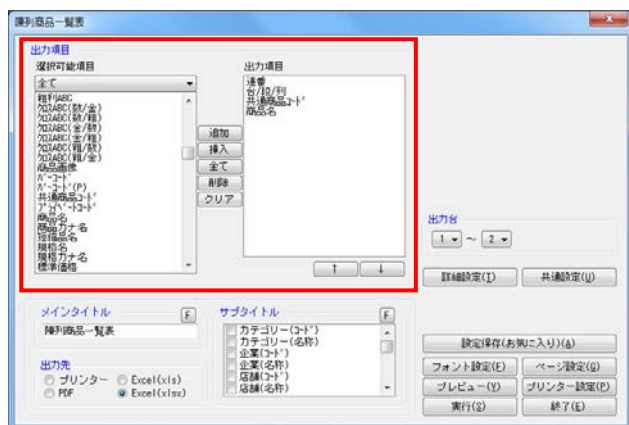 陳列商品一覧表
出力項目
選択可能項目
全て
粗利ABC
クロスABC(数/金)
クロスABC(数/粗)
クロスABC(金/数)
クロスABC(金/粗)
クロスABC(粗/数)
クロスABC(粗/金)
商品画像
バーコード
バーコード(P)
共通商品コード
商品名
商品カナ名
短縮品名
規格名
規格カナ名
標準価格
追加
挿入
全て
削除
クリア
出力項目
連番
台/段/列
共通商品コード
商品名
↑
↓
出力台
1 ～ 2
詳細設定(I)
共通設定(U)
メインタイトル
F
陳列商品一覧表
サブタイトル
F
カテゴリー(コード)
カテゴリー(名称)
企業(コード)
企業(名称)
店舗(コード)
店舗(名称)
出力先
プリンター
Excel(xls)
PDF
Excel(xlsx)
設定保存(お気に入り)(A)
フォント設定(F)
ページ設定(G)
プレビュー(Y)
プリンター設定(P)
実行(S)
終了(E)